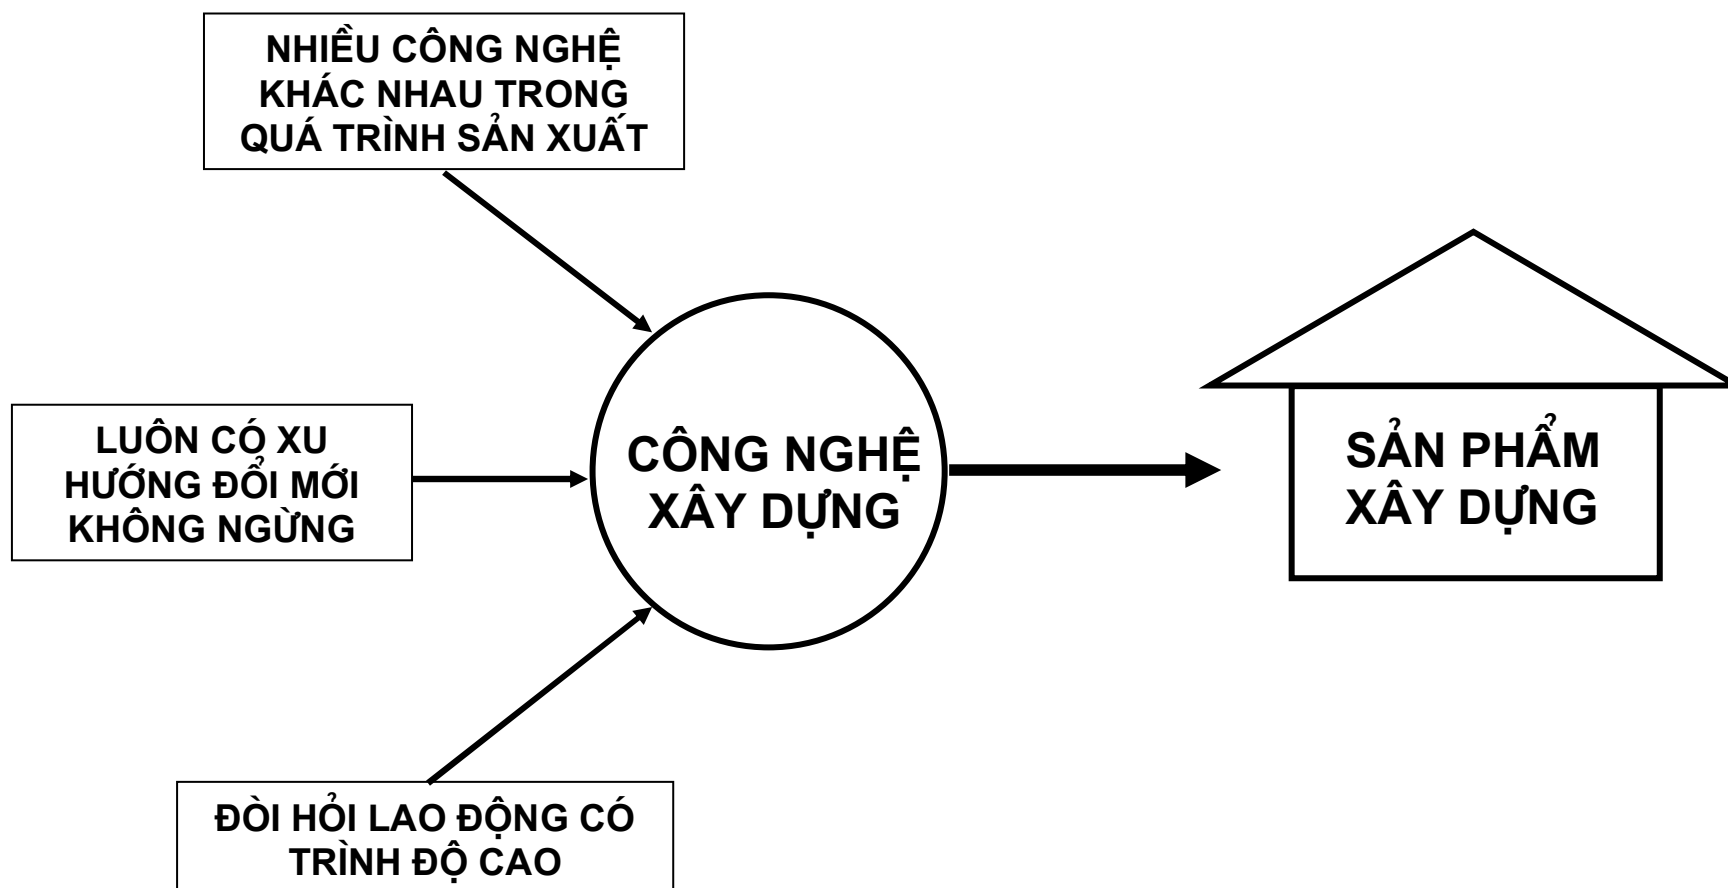 NHIỀU CÔNG NGHỆ
KHÁC NHAU TRONG
QUÁ TRÌNH SẢN XUẤT
LUÔN CÓ XU
HƯỚNG ĐỔI MỚI
KHÔNG NGỪNG
CÔNG NGHỆ
XÂY DỰNG
SẢN PHẨM
XÂY DỰNG
ĐÒI HỎI LAO ĐỘNG CÓ
TRÌNH ĐỘ CAO